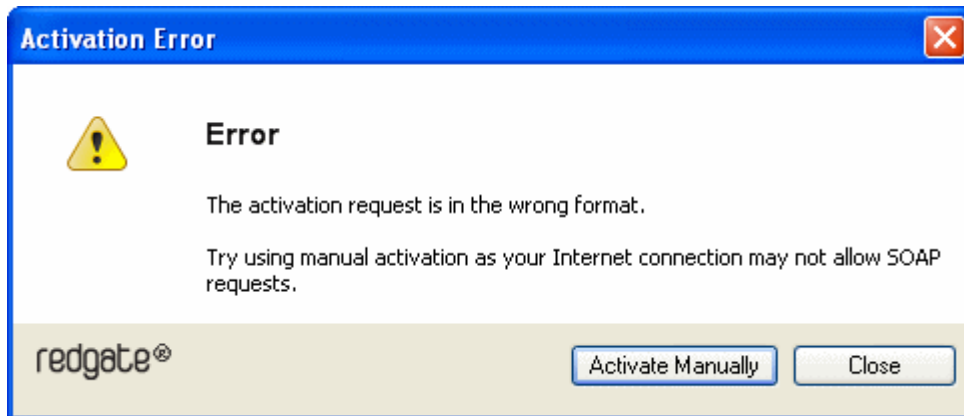 Activation Error
Error
The activation request is in the wrong format.
Try using manual activation as your Internet connection may not allow SOAP
requests.
redgate®
Activate Manually
Close